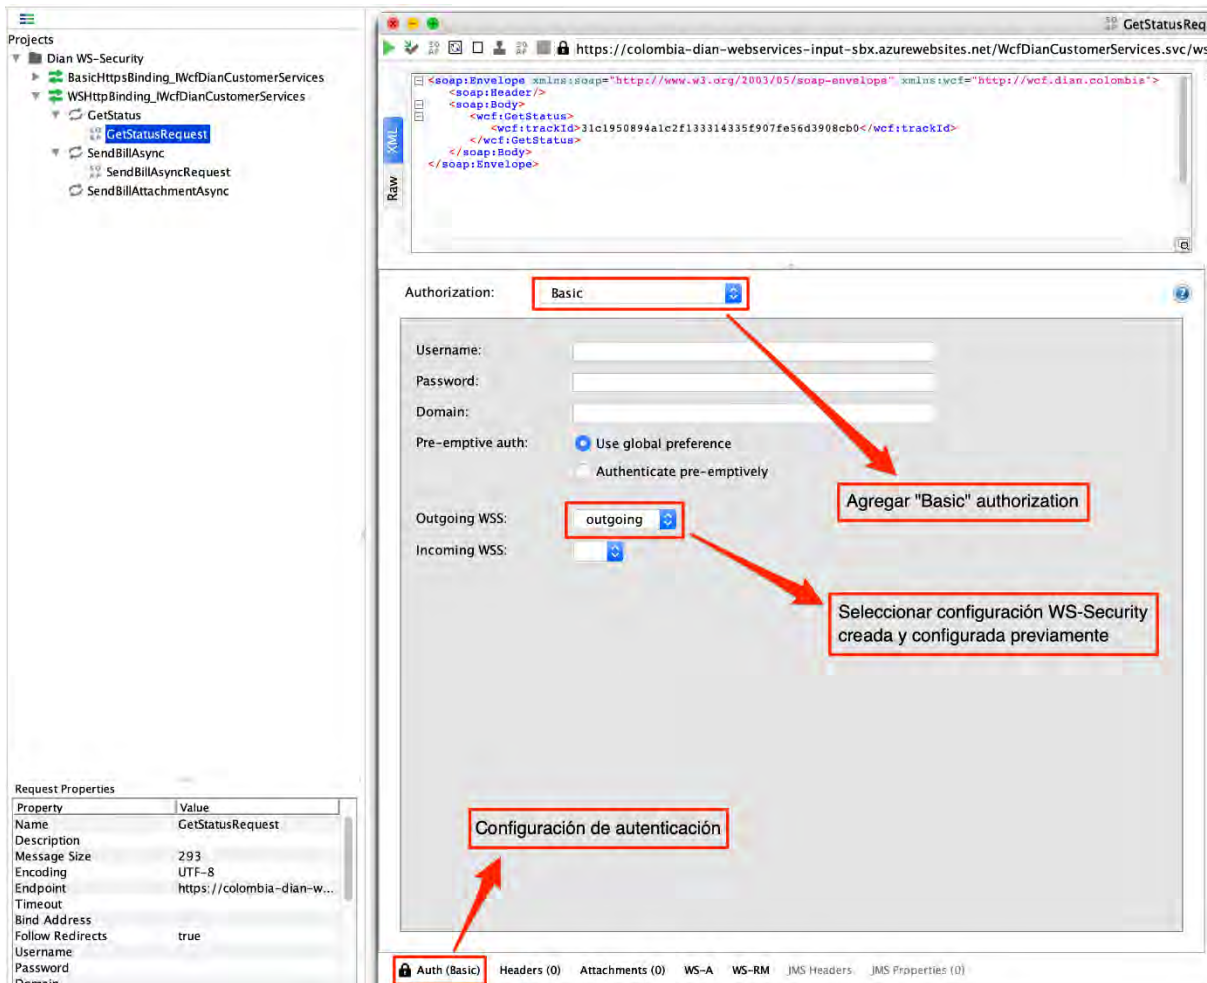 Projects
Dian WS-Security
BasicHttpsBinding_IWcfDianCustomerServices
WSHttpBinding_IWcfDianCustomerServices
GetStatus
GetStatusRequest
SendBillAsync
SendBillAsyncRequest
SendBillAttachmentAsync
GetStatusReq
https://colombia-dian-webservices-input-sbx.azurewebsites.net/WcfDianCustomerServices.svc/ws
XML
Raw
<soap:Envelope xmlns:soap="http://www.w3.org/2003/05/soap-envelope" xmlns:wcf="http://wcf.dian.colombia">
<soap:Header/>
<soap:Body>
<wcf:GetStatus>
<wcf:trackId>31c1950894a1c2f133314335f907fe56d3908cb0</wcf:trackId>
</wcf:GetStatus>
</soap:Body>
</soap:Envelope>
Authorization: Basic
Username:
Password:
Domain:
Pre-emptive auth: Use global preference
Authenticate pre-emptively
Agregar "Basic" authorization
Outgoing WSS: outgoing
Incoming WSS:
Seleccionar configuración WS-Security
creada y configurada previamente
Configuración de autenticación
Request Properties
Property Value
Name GetStatusRequest
Description
Message Size 293
Encoding UTF-8
Endpoint https://colombia-dian-w...
Timeout
Bind Address
Follow Redirects true
Username
Password
Domain
Auth (Basic) Headers (0) Attachments (0) WS-A WS-RM JMS Headers JMS Properties (0)